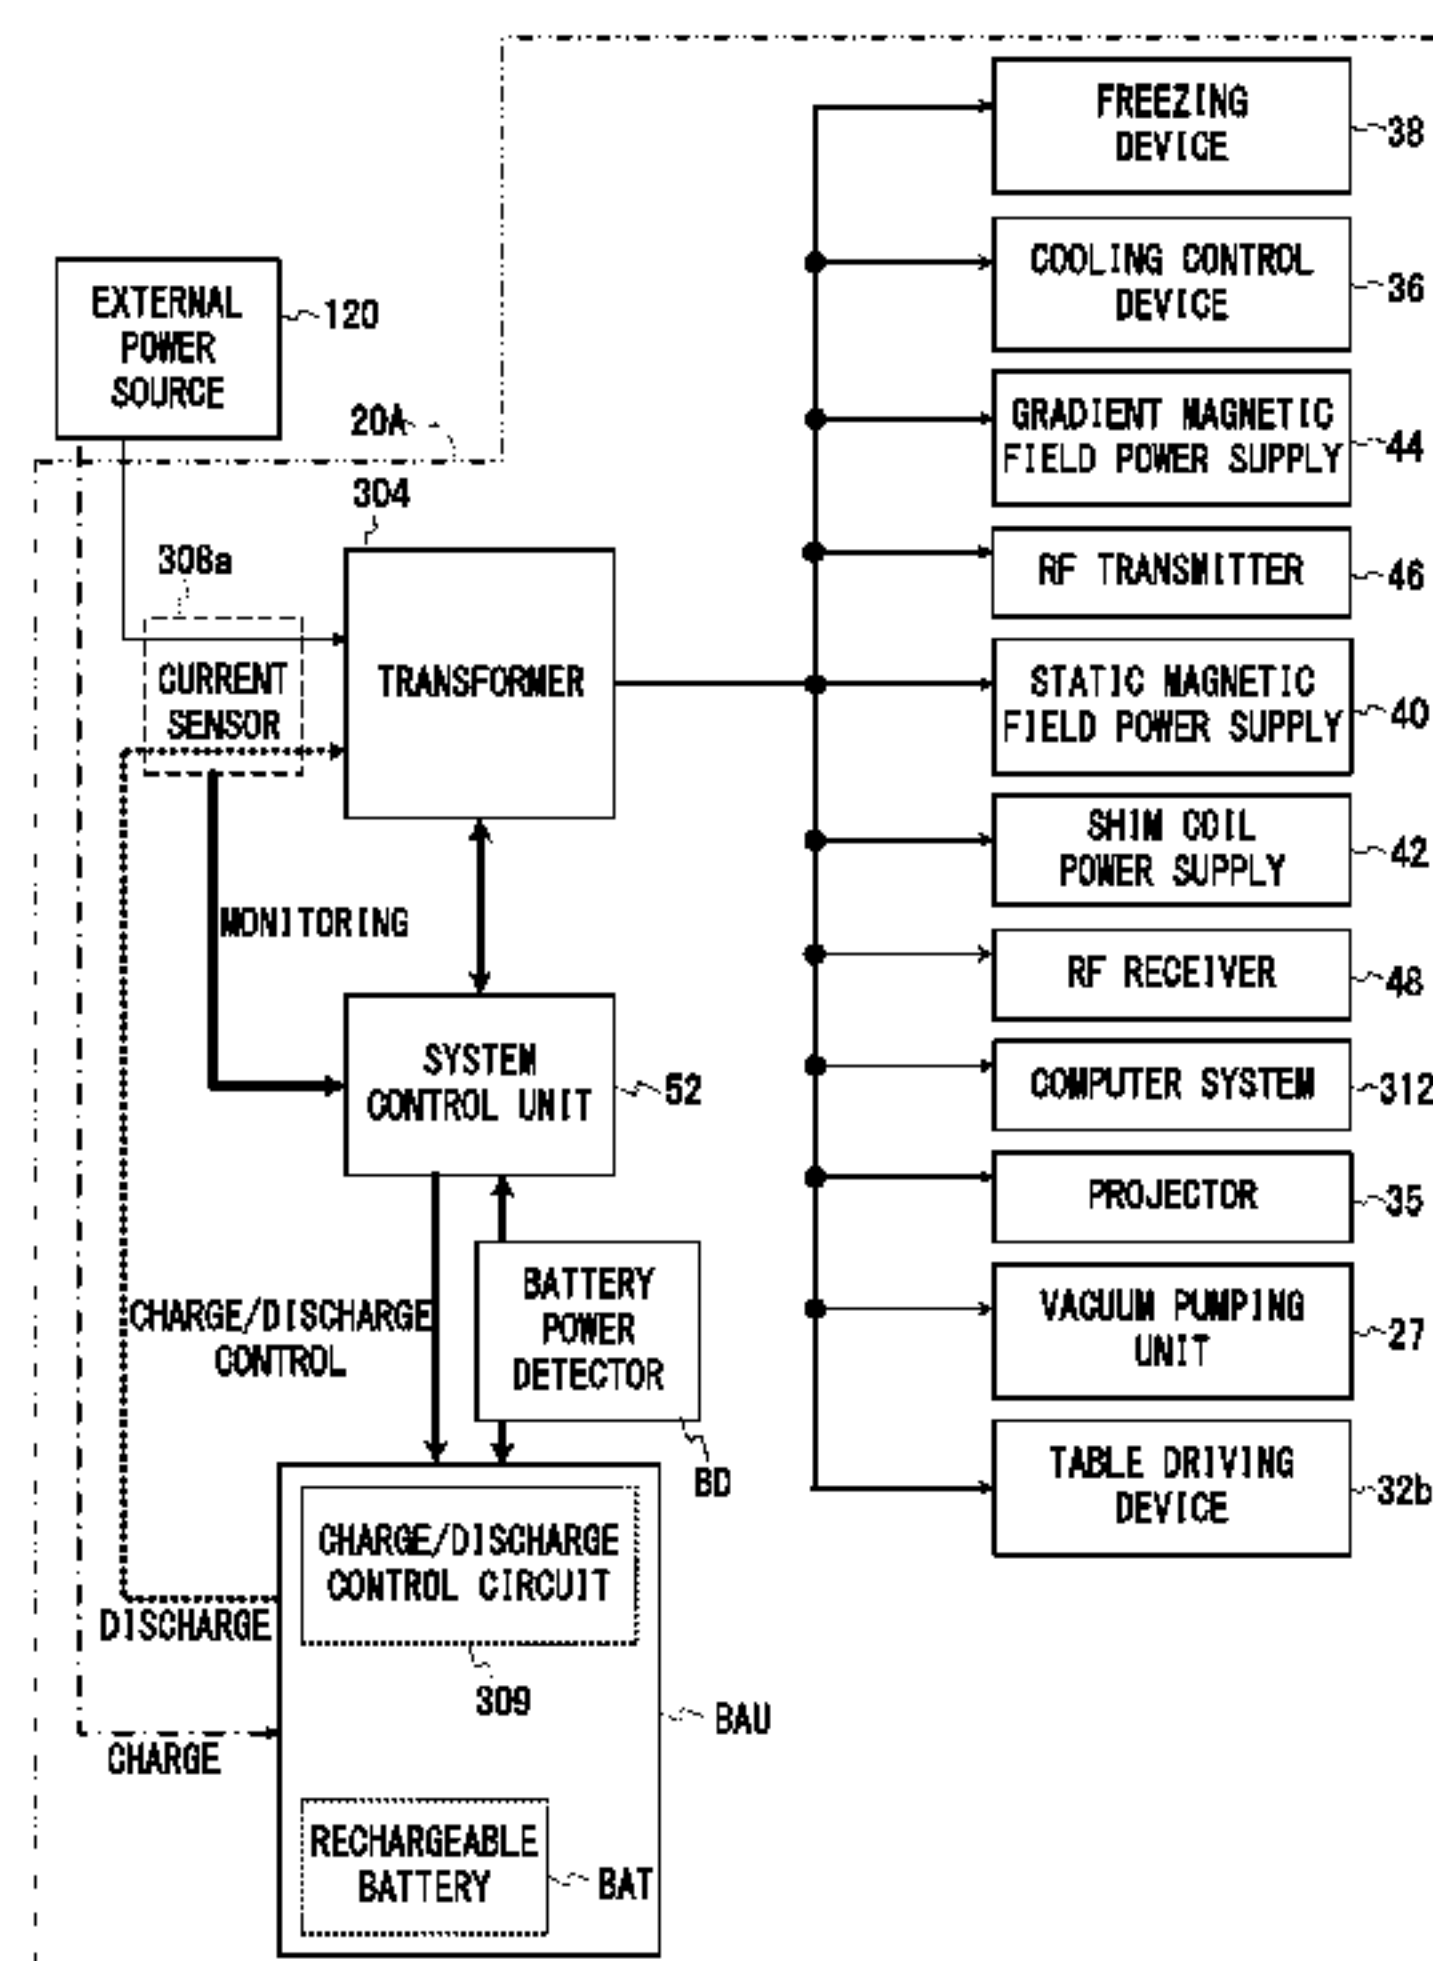 FREEZING
DEVICE
38
COOLING CONTROL
DEVICE
36
EXTERNAL
POWER
SOURCE
120
GRADIENT MAGNETIC
FIELD POWER SUPPLY
44
20A
304
306a
RF TRANSMITTER
46
CURRENT
SENSOR
TRANSFORMER
STATIC MAGNETIC
FIELD POWER SUPPLY
40
SHIM COIL
POWER SUPPLY
42
MONITORING
RF RECEIVER
48
SYSTEM
CONTROL UNIT
52
COMPUTER SYSTEM
312
PROJECTOR
35
CHARGE/DISCHARGE
CONTROL
BATTERY
POWER
DETECTOR
BD
VACUUM PUMPING
UNIT
27
TABLE DRIVING
DEVICE
32b
CHARGE/DISCHARGE
CONTROL CIRCUIT
309
DISCHARGE
BAU
CHARGE
RECHARGEABLE
BATTERY
BAT